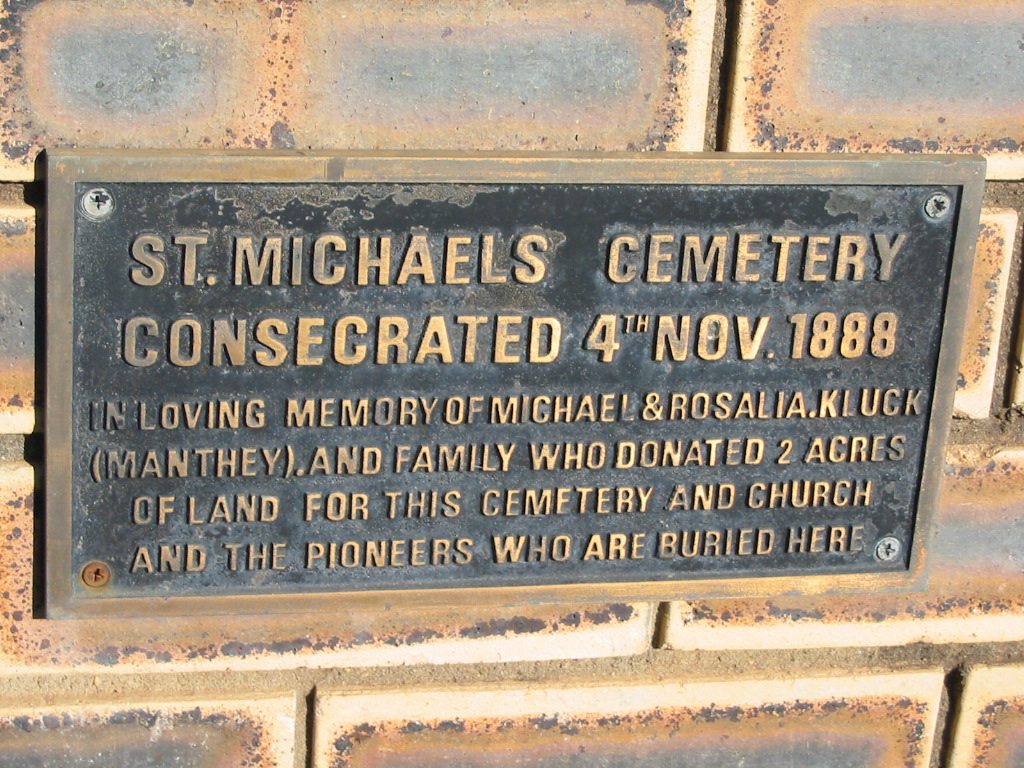 ST. MICHAELS CEMETERY
CONSECRATED 4TH NOV. 1888
IN LOVING MEMORY OF MICHAEL & ROSALIA. KLUCK
(MANTHEY). AND FAMILY WHO DONATED 2 ACRES
OF LAND FOR THIS CEMETERY AND CHURCH
AND THE PIONEERS WHO ARE BURIED HERE